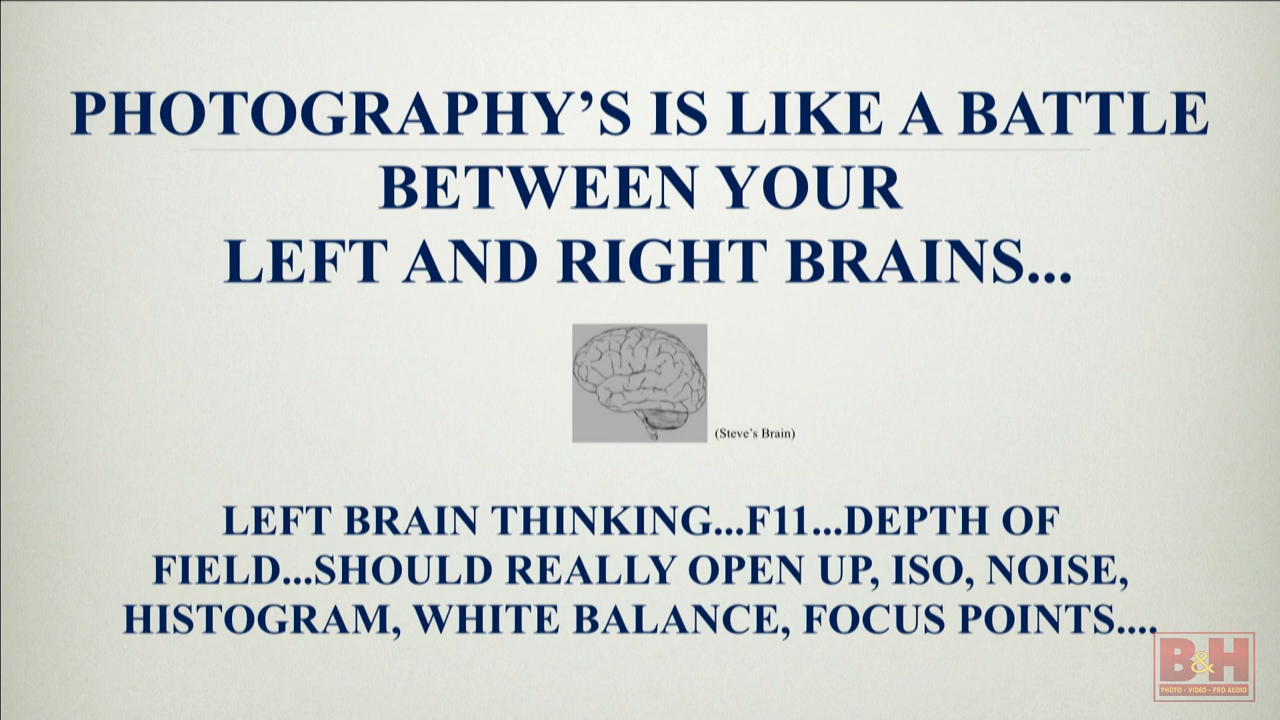 PHOTOGRAPHY’S IS LIKE A BATTLE
BETWEEN YOUR
LEFT AND RIGHT BRAINS...
(Steve’s Brain)
LEFT BRAIN THINKING...F11...DEPTH OF
FIELD...SHOULD REALLY OPEN UP, ISO, NOISE,
HISTOGRAM, WHITE BALANCE, FOCUS POINTS....
B&H
PHOTO - VIDEO - PRO AUDIO